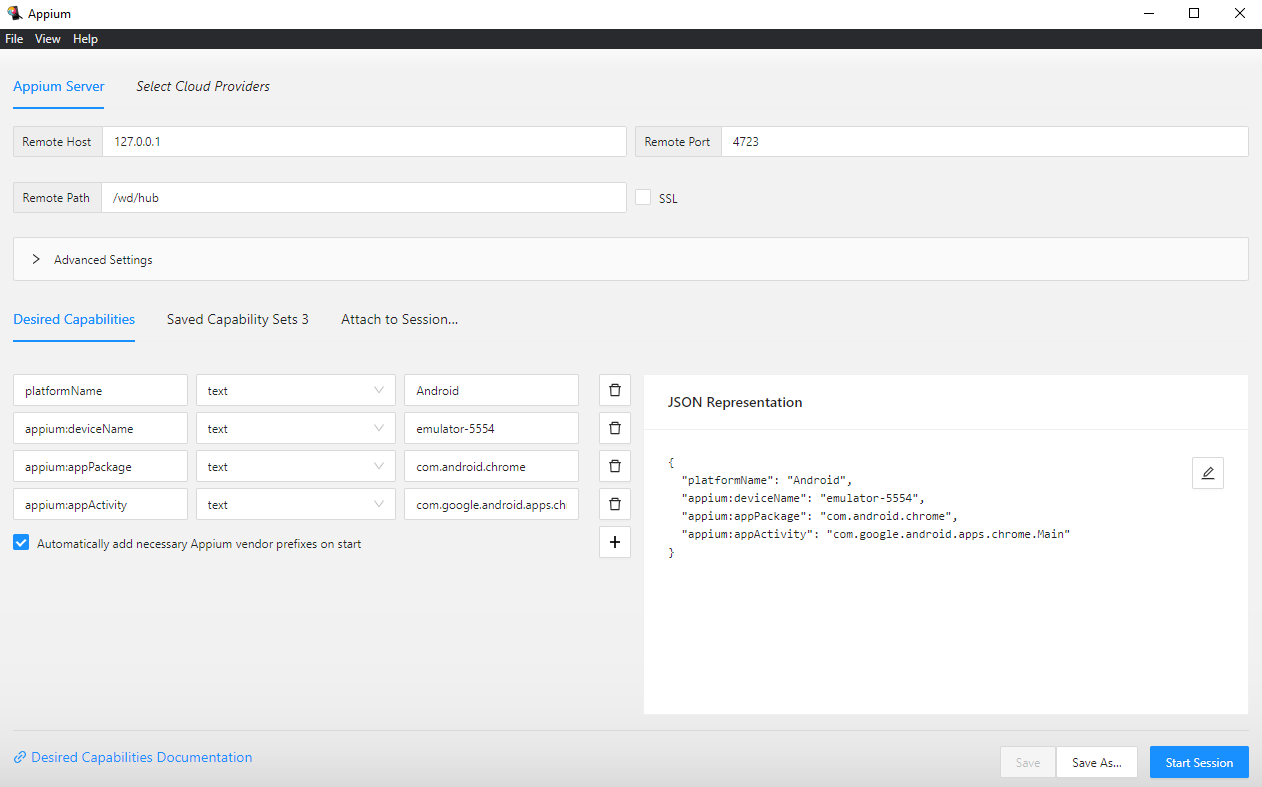 Appium
File View Help
Appium Server Select Cloud Providers
Remote Host 127.0.0.1 Remote Port 4723
Remote Path /wd/hub SSL
Advanced Settings
Desired Capabilities Saved Capability Sets 3 Attach to Session...
platformName text Android
appium:deviceName text emulator-5554
appium:appPackage text com.android.chrome
appium:appActivity text com.google.android.apps.ch
Automatically add necessary Appium vendor prefixes on start
JSON Representation
{
"platformName": "Android",
"appium:deviceName": "emulator-5554",
"appium:appPackage": "com.android.chrome",
"appium:appActivity": "com.google.android.apps.chrome.Main"
}
Desired Capabilities Documentation
Save Save As... Start Session